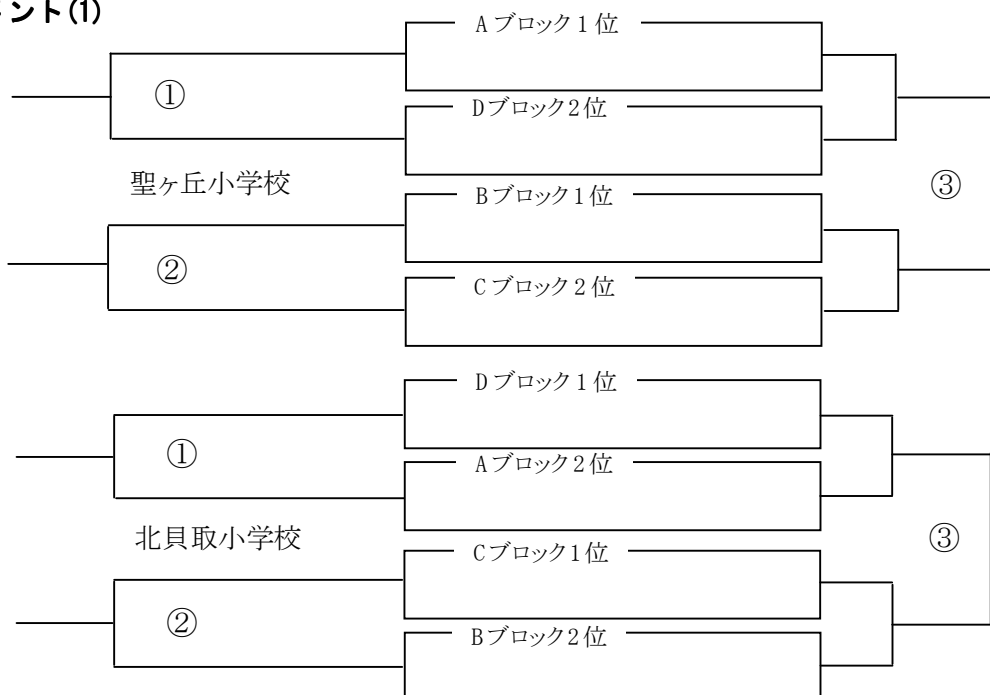 ント(1)
Aブロック1位
①
Dブロック2位
聖ヶ丘小学校
Bブロック1位
③
②
Cブロック2位
Dブロック1位
①
Aブロック2位
北貝取小学校
Cブロック1位
③
②
Bブロック2位